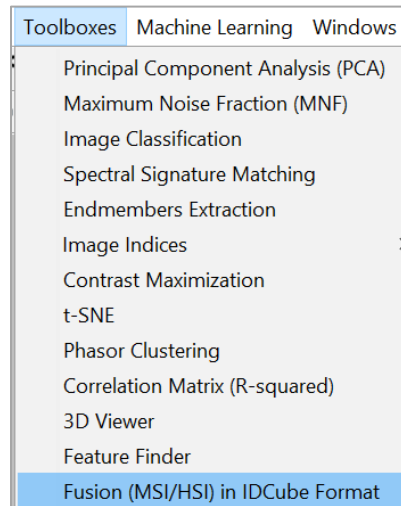 Toolboxes Machine Learning Windows
Principal Component Analysis (PCA)
Maximum Noise Fraction (MNF)
Image Classification
Spectral Signature Matching
Endmembers Extraction
Image Indices
Contrast Maximization
t-SNE
Phasor Clustering
Correlation Matrix (R-squared)
3D Viewer
Feature Finder
Fusion (MSI/HSI) in IDCube Format